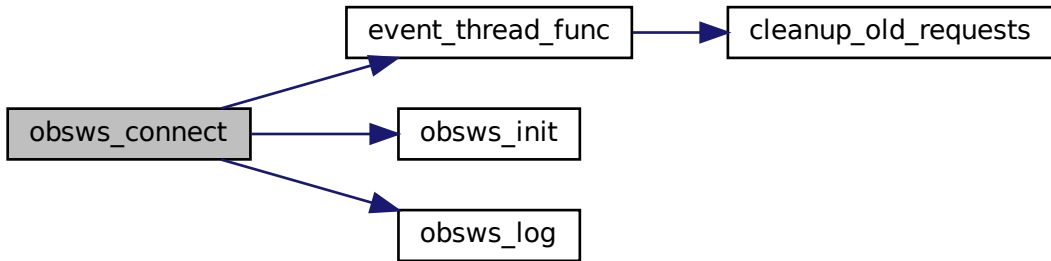 event_thread_func
cleanup_old_requests
obsws_connect
obsws_init
obsws_log